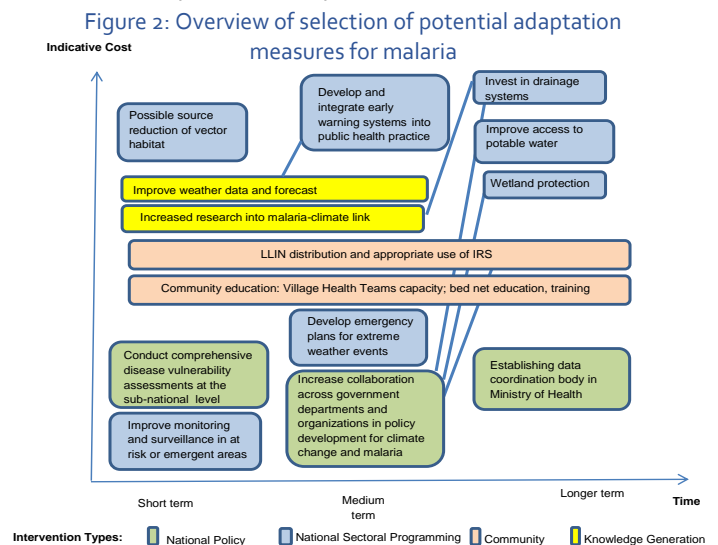 Figure 2: Overview of selection of potential adaptation
measures for malaria
Indicative Cost
Possible source
reduction of vector
habitat
Develop and
integrate early
warning systems into
public health practice
Invest in drainage
systems
Improve access to
potable water
Wetland protection
Improve weather data and forecast
Increased research into malaria-climate link
LLIN distribution and appropriate use of IRS
Community education: Village Health Teams capacity; bed net education, training
Develop emergency
plans for extreme
weather events
Conduct comprehensive
disease vulnerability
assessments at the
sub-national level
Increase collaboration
across government
departments and
organizations in policy
development for climate
change and malaria
Establishing data
coordination body in
Ministry of Health
Improve monitoring
and surveillance in at
risk or emergent areas
Short term
Medium
term
Longer term
Time
Intervention Types: National Policy National Sectoral Programming Community Knowledge Generation